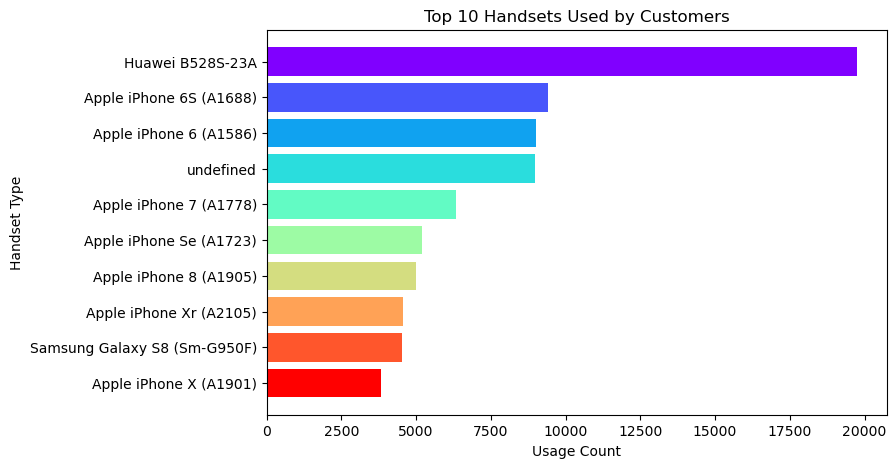 Top 10 Handsets Used by Customers
Handset Type
Huawei B528S-23A
Apple iPhone 6S (A1688)
Apple iPhone 6 (A1586)
undefined
Apple iPhone 7 (A1778)
Apple iPhone Se (A1723)
Apple iPhone 8 (A1905)
Apple iPhone Xr (A2105)
Samsung Galaxy S8 (Sm-G950F)
Apple iPhone X (A1901)
0 2500 5000 7500 10000 12500 15000 17500 20000
Usage Count